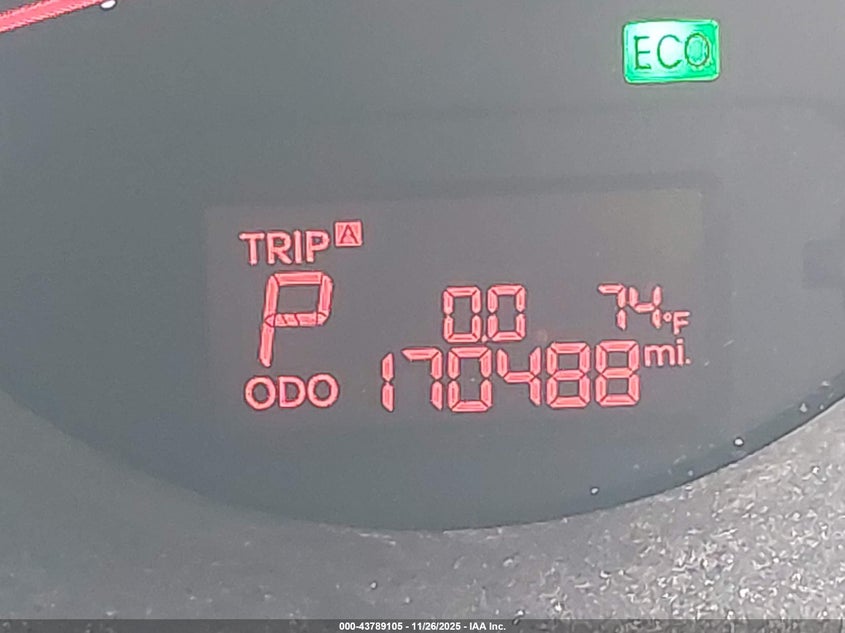 ECO
TRIP A
P 0.0 74°F
ODO 170488 mi.
000-43789105 - 11/26/2025 - IAA Inc.